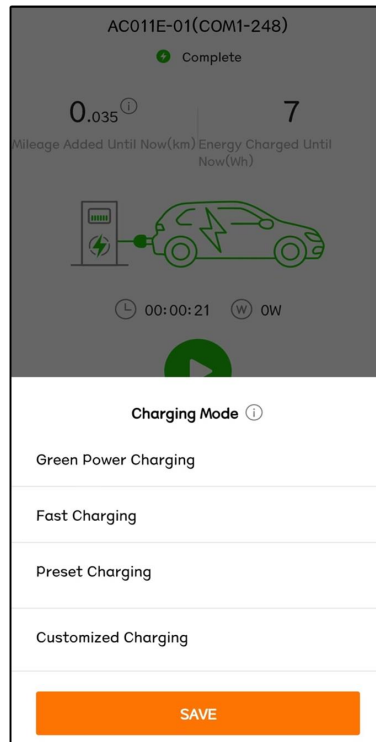 AC011E-01(COM1-248)
Complete
0.035
7
Mileage Added Until Now(km)
Energy Charged Until
Now(Wh)
00:00:21
W 0W
Charging Mode
Green Power Charging
Fast Charging
Preset Charging
Customized Charging
SAVE